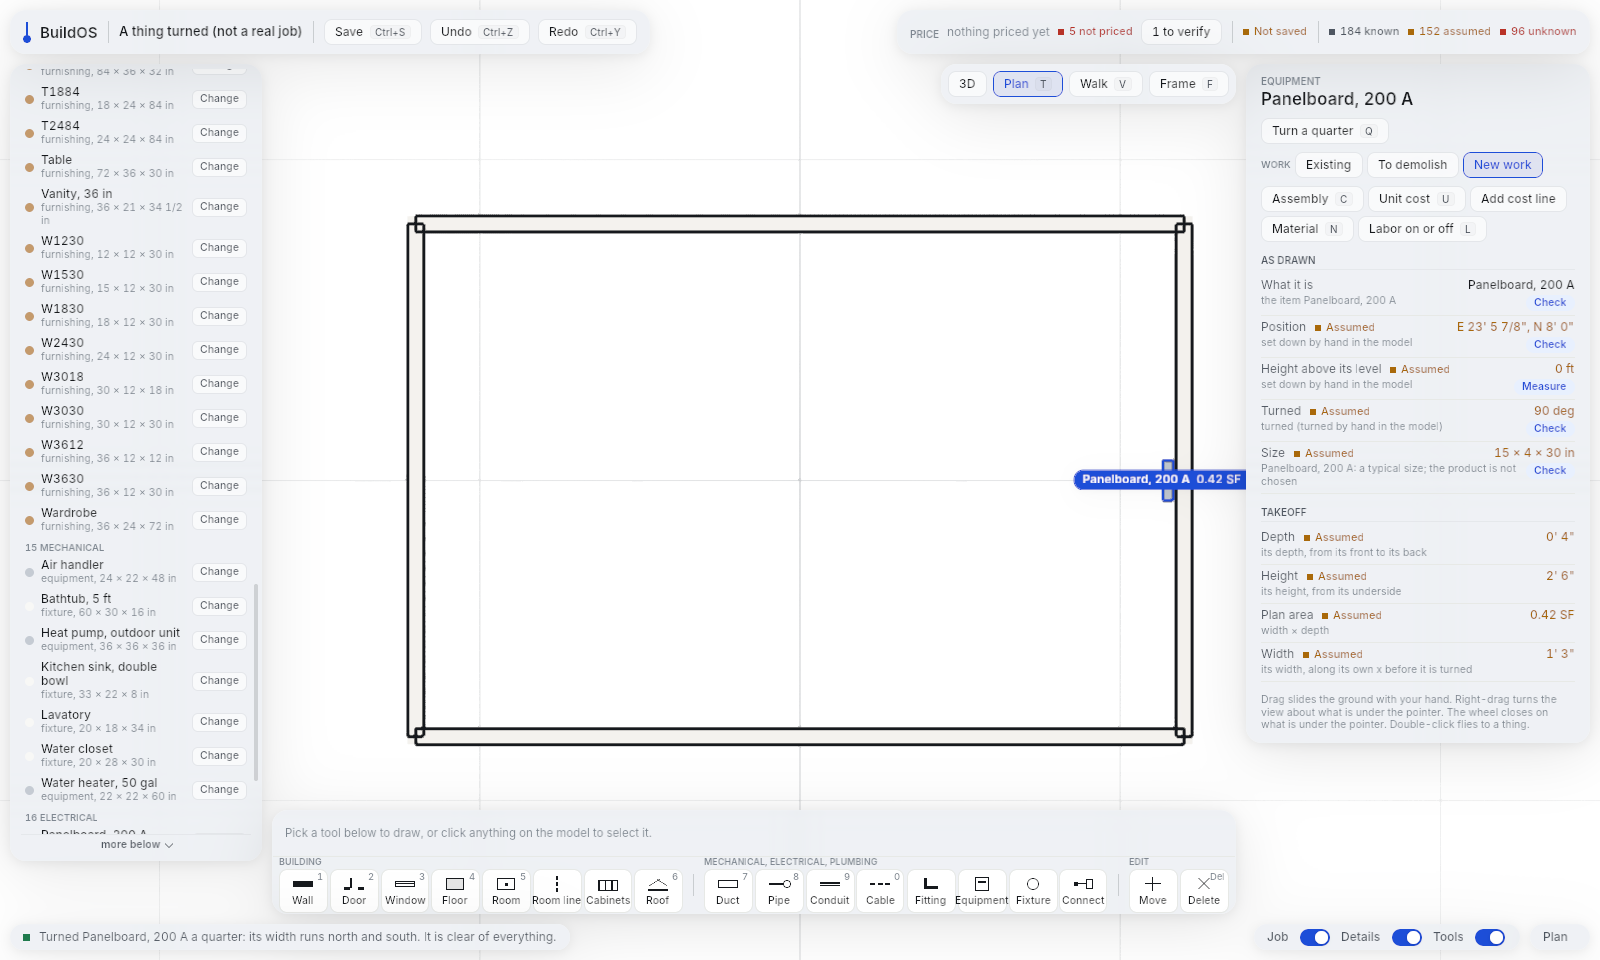 BuildOS
A thing turned (not a real job)
Save Ctrl+S
Undo Ctrl+Z
Redo Ctrl+Y
PRICE nothing priced yet
5 not priced
1 to verify
Not saved
184 known
152 assumed
96 unknown
3D
Plan T
Walk V
Frame F
furnishing, 84 × 36 × 32 in
Change
T1884
furnishing, 18 × 24 × 84 in
Change
T2484
furnishing, 24 × 24 × 84 in
Change
Table
furnishing, 72 × 36 × 30 in
Change
Vanity, 36 in
furnishing, 36 × 21 × 34 1/2
in
Change
W1230
furnishing, 12 × 12 × 30 in
Change
W1530
furnishing, 15 × 12 × 30 in
Change
W1830
furnishing, 18 × 12 × 30 in
Change
W2430
furnishing, 24 × 12 × 30 in
Change
W3018
furnishing, 30 × 12 × 18 in
Change
W3030
furnishing, 30 × 12 × 30 in
Change
W3612
furnishing, 36 × 12 × 12 in
Change
W3630
furnishing, 36 × 12 × 30 in
Change
Wardrobe
furnishing, 36 × 24 × 72 in
Change
15 MECHANICAL
Air handler
equipment, 24 × 22 × 48 in
Change
Bathtub, 5 ft
fixture, 60 × 30 × 16 in
Change
Heat pump, outdoor unit
equipment, 36 × 36 × 36 in
Change
Kitchen sink, double
bowl
fixture, 33 × 22 × 8 in
Change
Lavatory
fixture, 20 × 18 × 34 in
Change
Water closet
fixture, 20 × 28 × 30 in
Change
Water heater, 50 gal
equipment, 22 × 22 × 60 in
Change
16 ELECTRICAL
Panelboard, 200 A
more below
Panelboard, 200 A 0.42 SF
EQUIPMENT
Panelboard, 200 A
Turn a quarter Q
WORK
Existing
To demolish
New work
Assembly C
Unit cost U
Add cost line
Material N
Labor on or off L
AS DRAWN
What it is
Panelboard, 200 A
the item Panelboard, 200 A
Check
Position Assumed
E 23' 5 7/8", N 8' 0"
set down by hand in the model
Check
Height above its level Assumed
0 ft
set down by hand in the model
Measure
Turned Assumed
90 deg
turned (turned by hand in the model)
Check
Size Assumed
15 × 4 × 30 in
Panelboard, 200 A: a typical size; the product is not
chosen
Check
TAKEOFF
Depth Assumed
0' 4"
its depth, from its front to its back
Height Assumed
2' 6"
its height, from its underside
Plan area Assumed
0.42 SF
width × depth
Width Assumed
1' 3"
its width, along its own x before it is turned
Drag slides the ground with your hand. Right-drag turns the
view about what is under the pointer. The wheel closes on
what is under the pointer. Double-click flies to a thing.
Pick a tool below to draw, or click anything on the model to select it.
BUILDING
Wall 1
Door 2
Window 3
Floor 4
Room 5
Room line
Cabinets
Roof 6
MECHANICAL, ELECTRICAL, PLUMBING
Duct 7
Pipe 8
Conduit 9
Cable 0
Fitting
Equipment
Fixture
Connect
EDIT
Move
Delete Del
Turned Panelboard, 200 A a quarter: its width runs north and south. It is clear of everything.
Job
Details
Tools
Plan